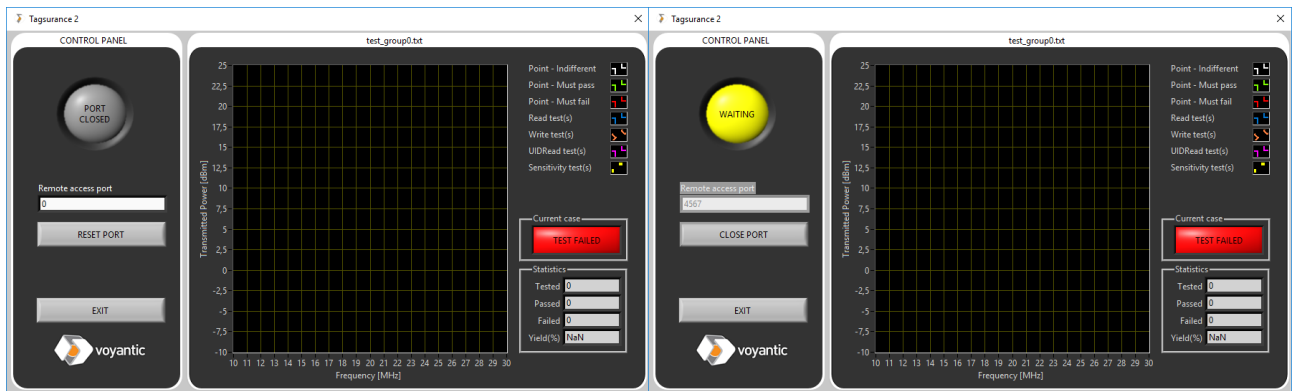 Tagsurance 2
CONTROL PANEL
PORT
CLOSED
Remote access port
0
RESET PORT
EXIT
voyantic
test_group0.txt
Transmitted Power [dBm]
25
22,5
20
17,5
15
12,5
10
7,5
5
2,5
0
-2,5
-5
-7,5
-10
10 11 12 13 14 15 16 17 18 19 20 21 22 23 24 25 26 27 28 29 30
Frequency [MHz]
Point - Indifferent
Point - Must pass
Point - Must fail
Read test(s)
Write test(s)
UIDRead test(s)
Sensitivity test(s)
Current case
TEST FAILED
Statistics
Tested 0
Passed 0
Failed 0
Yield(%) NaN
Tagsurance 2
CONTROL PANEL
WAITING
Remote access port
4567
CLOSE PORT
EXIT
voyantic
test_group0.txt
Transmitted Power [dBm]
25
22,5
20
17,5
15
12,5
10
7,5
5
2,5
0
-2,5
-5
-7,5
-10
10 11 12 13 14 15 16 17 18 19 20 21 22 23 24 25 26 27 28 29 30
Frequency [MHz]
Point - Indifferent
Point - Must pass
Point - Must fail
Read test(s)
Write test(s)
UIDRead test(s)
Sensitivity test(s)
Current case
TEST FAILED
Statistics
Tested 0
Passed 0
Failed 0
Yield(%) NaN